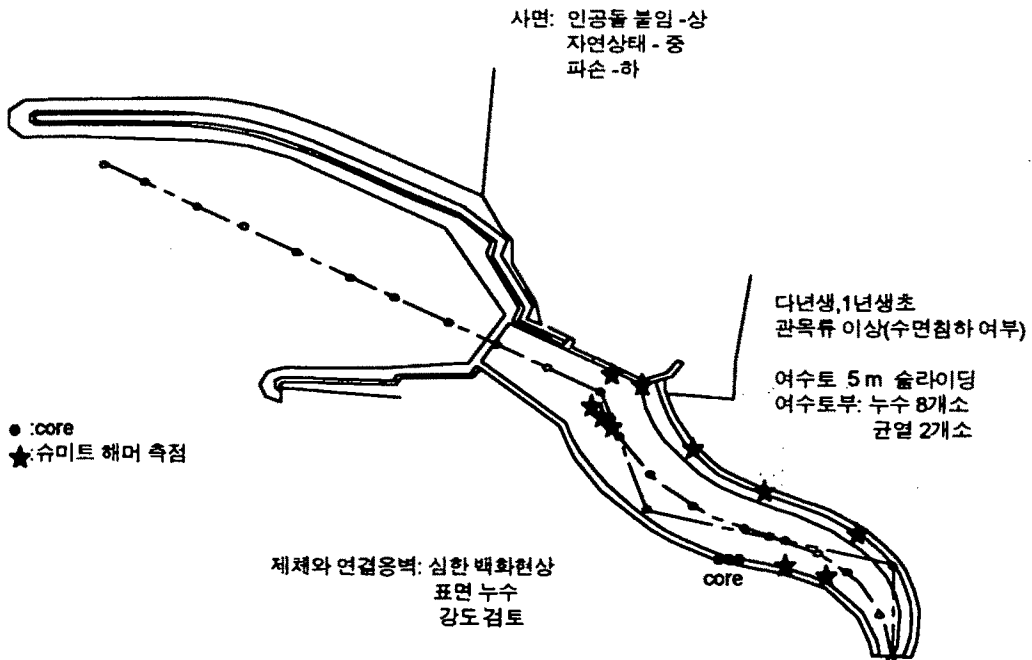 사면: 인공돌 붙임 -상
자연상태 - 중
파손 -하
다년생,1년생초
관목류 이상(수면침하 여부)
여수토 5 m 슬라이딩
여수토부: 누수 8개소
균열 2개소
:core
:슈미트 해머 측점
제체와 연결옹벽: 심한 백화현상
표면 누수
강도 검토
core